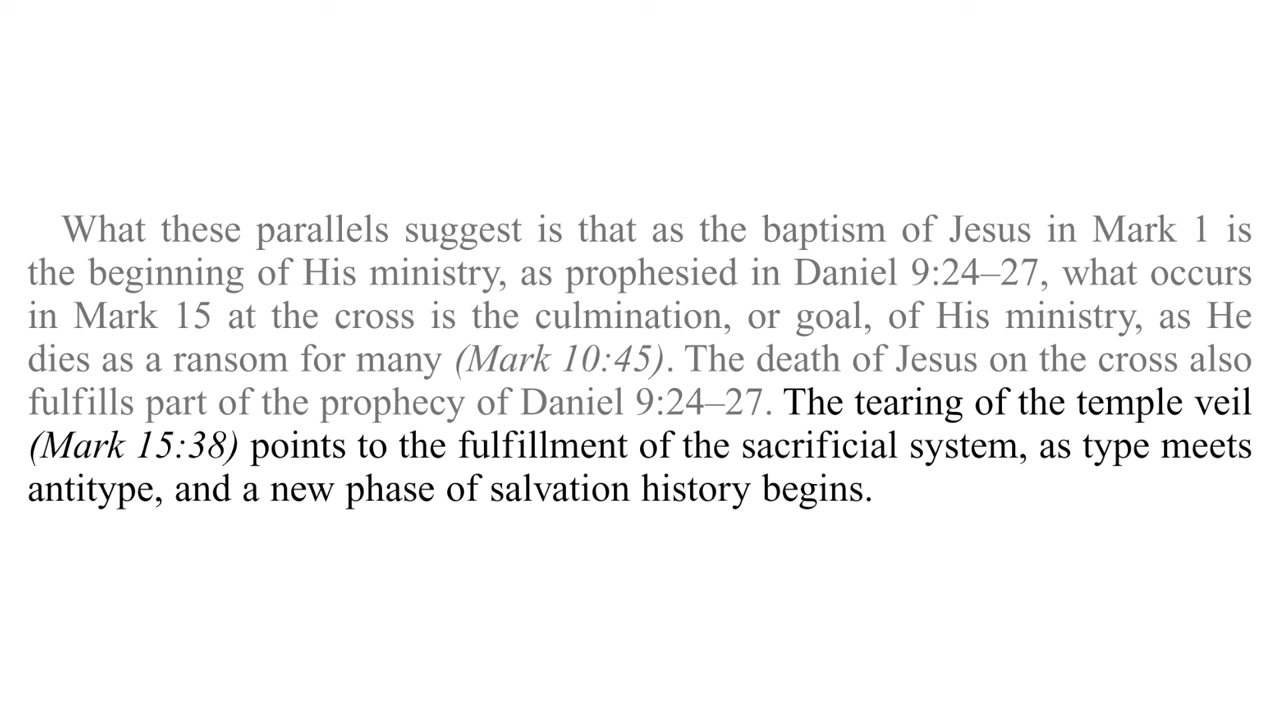 What these parallels suggest is that as the baptism of Jesus in Mark 1 is
the beginning of His ministry, as prophesied in Daniel 9:24–27, what occurs
in Mark 15 at the cross is the culmination, or goal, of His ministry, as He
dies as a ransom for many (Mark 10:45). The death of Jesus on the cross also
fulfills part of the prophecy of Daniel 9:24–27. The tearing of the temple veil
(Mark 15:38) points to the fulfillment of the sacrificial system, as type meets
antitype, and a new phase of salvation history begins.